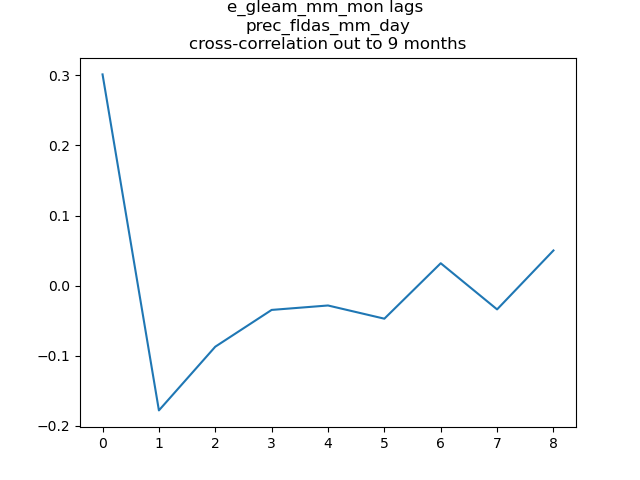 e_gleam_mm_mon lags
prec_fldas_mm_day
cross-correlation out to 9 months
0.3
0.2
0.1
0.0
−0.1
−0.2
0 1 2 3 4 5 6 7 8